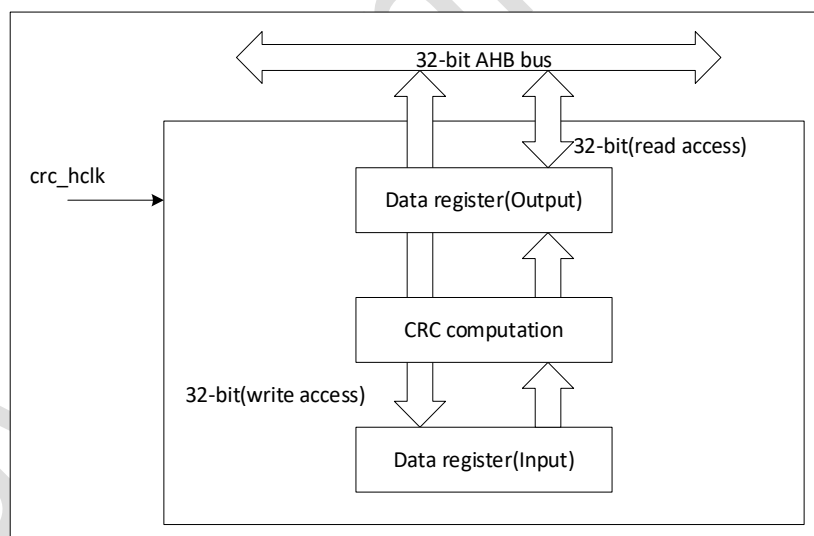 32-bit AHB bus
32-bit(read access)
crc_hclk
Data register(Output)
CRC computation
32-bit(write access)
Data register(Input)